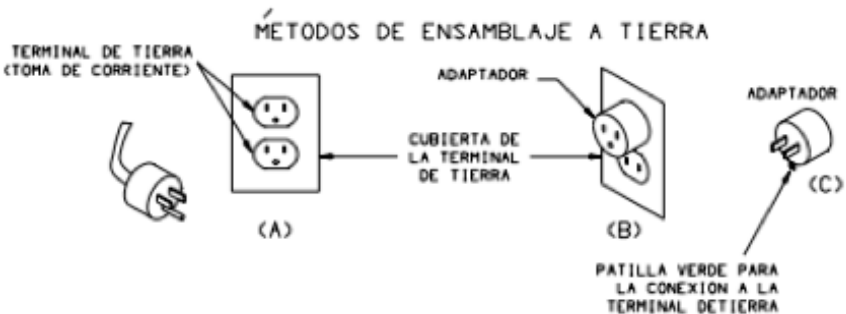 MÉTODOS DE ENSAMBLAJE A TIERRA
TERMINAL DE TIERRA
(TOMA DE CORRIENTE)
ADAPTADOR
ADAPTADOR
CUBIERTA DE
LA TERMINAL
DE TIERRA
(A)
(B)
(C)
PATILLA VERDE PARA
LA CONEXION A LA
TERMINAL DETIERRA